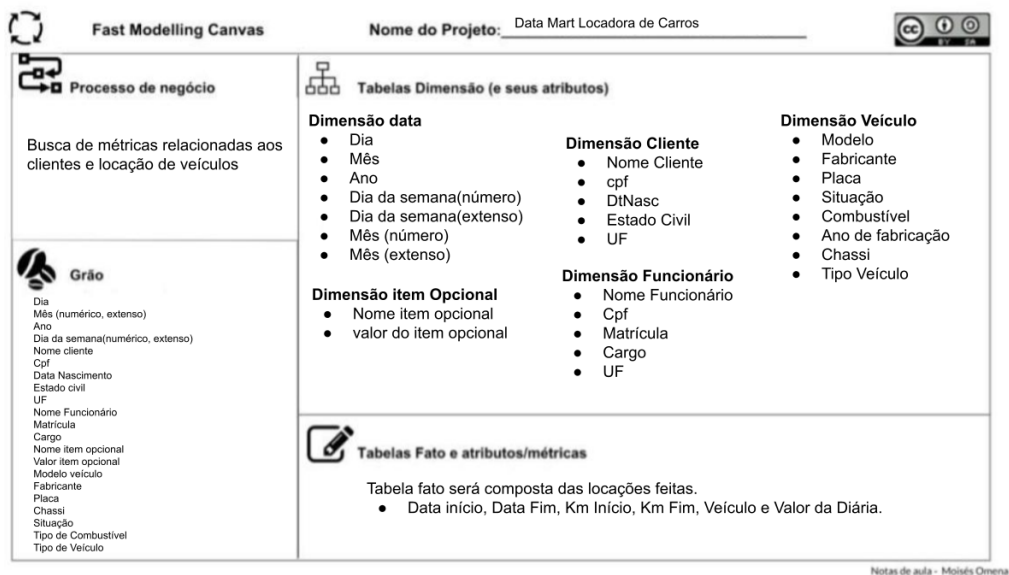 Fast Modelling Canvas
Nome do Projeto: Data Mart Locadora de Carros
cc
BY SA
Processo de negócio
Busca de métricas relacionadas aos
clientes e locação de veículos
Grão
Dia
Mês (numérico, extenso)
Ano
Dia da semana(numérico, extenso)
Nome cliente
Cpf
Data Nascimento
Estado civil
UF
Nome Funcionário
Matrícula
Cargo
Nome item opcional
Valor item opcional
Modelo veículo
Fabricante
Placa
Chassi
Situação
Tipo de Combustível
Tipo de Veículo
Tabelas Dimensão (e seus atributos)
Dimensão data
● Dia
● Mês
● Ano
● Dia da semana(número)
● Dia da semana(extenso)
● Mês (número)
● Mês (extenso)
Dimensão item Opcional
● Nome item opcional
● valor do item opcional
Dimensão Cliente
● Nome Cliente
● cpf
● DtNasc
● Estado Civil
● UF
Dimensão Funcionário
● Nome Funcionário
● Cpf
● Matrícula
● Cargo
● UF
Dimensão Veículo
● Modelo
● Fabricante
● Placa
● Situação
● Combustível
● Ano de fabricação
● Chassi
● Tipo Veículo
Tabelas Fato e atributos/métricas
Tabela fato será composta das locações feitas.
● Data início, Data Fim, Km Início, Km Fim, Veículo e Valor da Diária.
Notas de aula - Moisés Omena